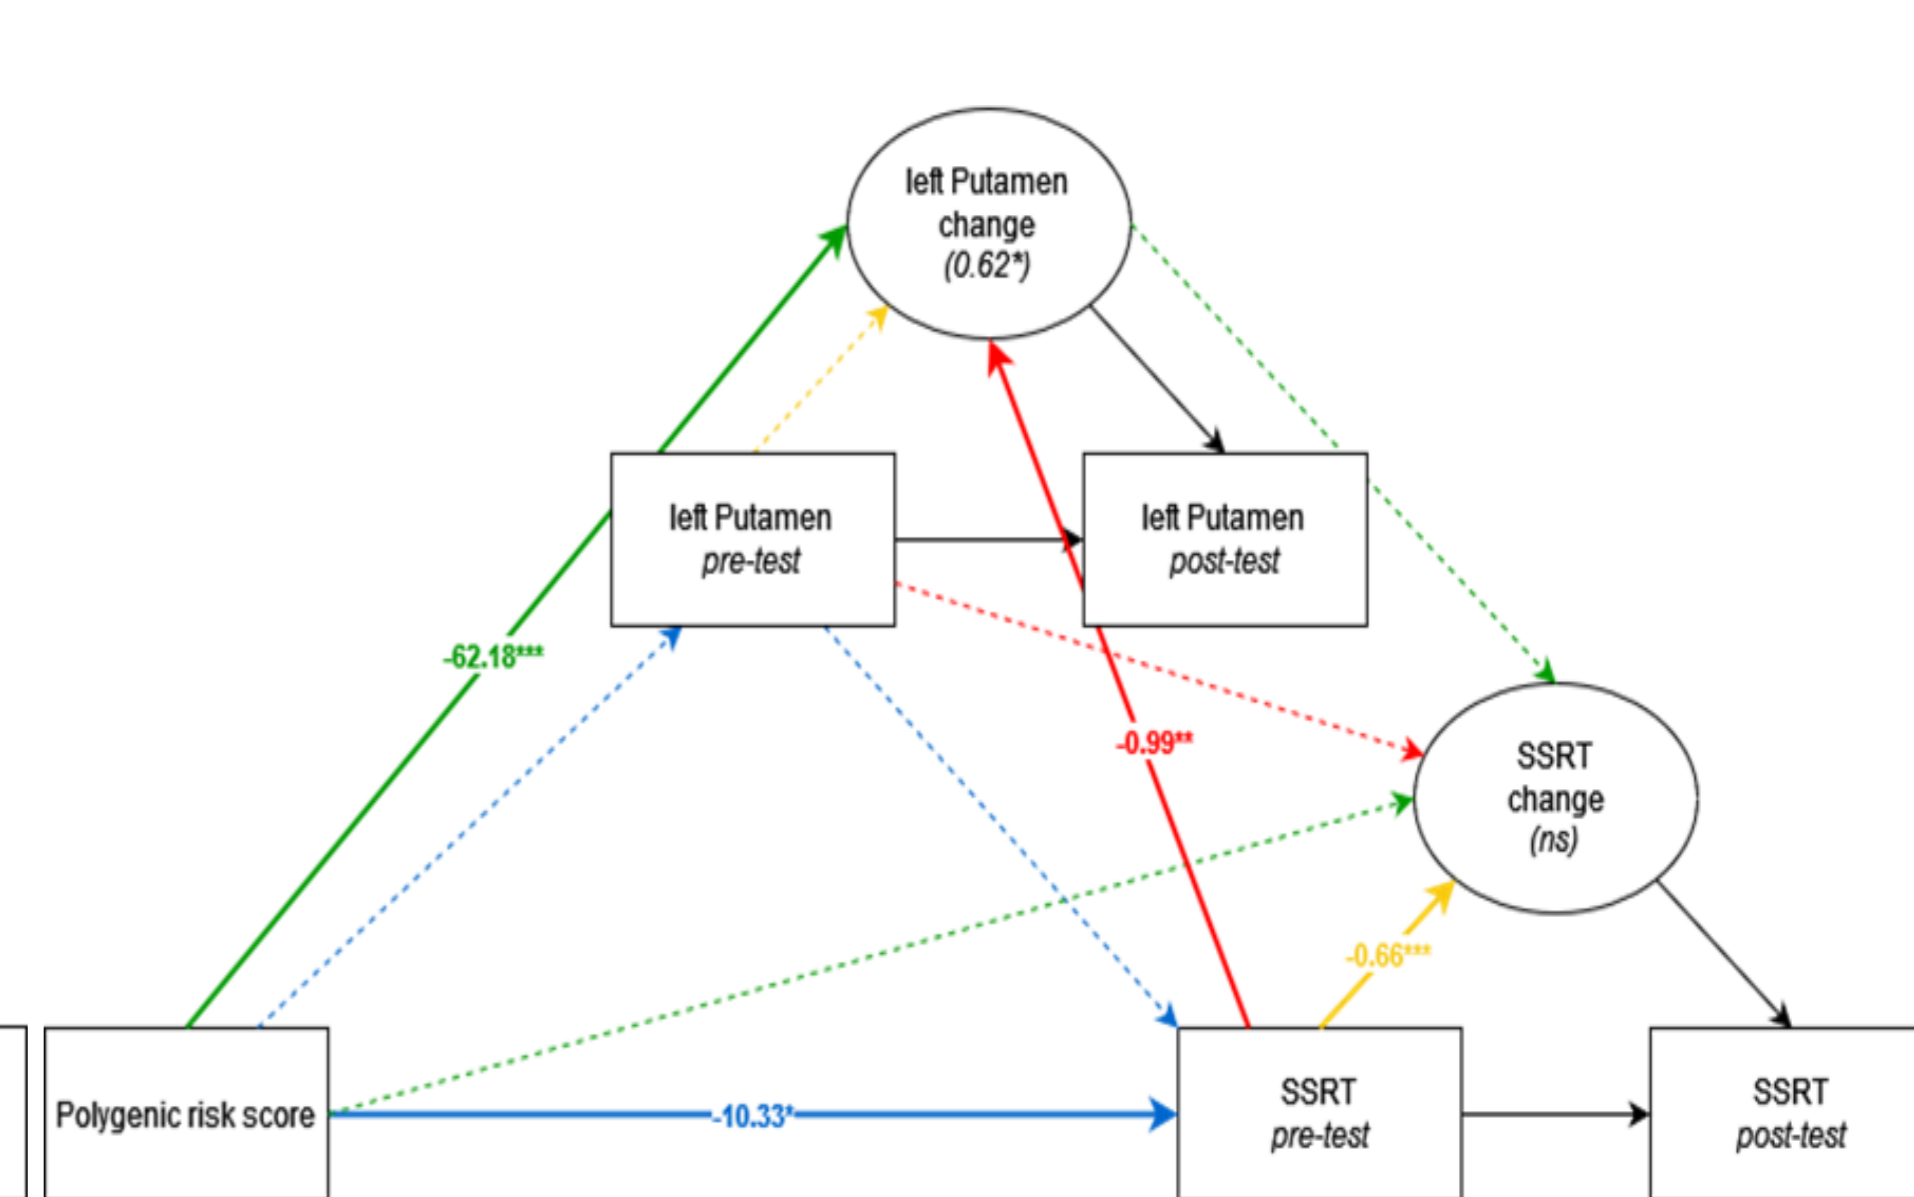 left Putamen
change
(0.62*)
left Putamen
pre-test
left Putamen
post-test
-62.18***
-0.99**
SSRT
change
(ns)
-0.66***
Polygenic risk score
-10.33*
SSRT
pre-test
SSRT
post-test